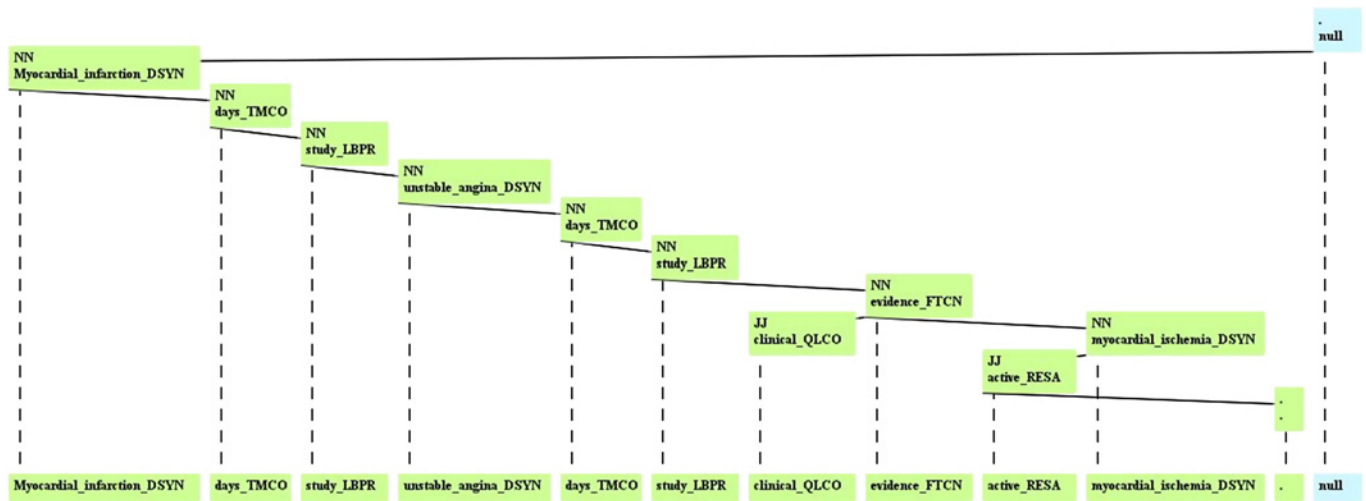 .
null
NN
Myocardial_infarction_DSYN
NN
days_TMCO
NN
study_LBPR
NN
unstable_angina_DSYN
NN
days_TMCO
NN
study_LBPR
NN
evidence_FTCN
JJ
clinical_QLCO
NN
myocardial_ischemia_DSYN
JJ
active_RESA
.
.
Myocardial_infarction_DSYN days_TMCO study_LBPR unstable_angina_DSYN days_TMCO study_LBPR clinical_QLCO evidence_FTCN active_RESA myocardial_ischemia_DSYN . null